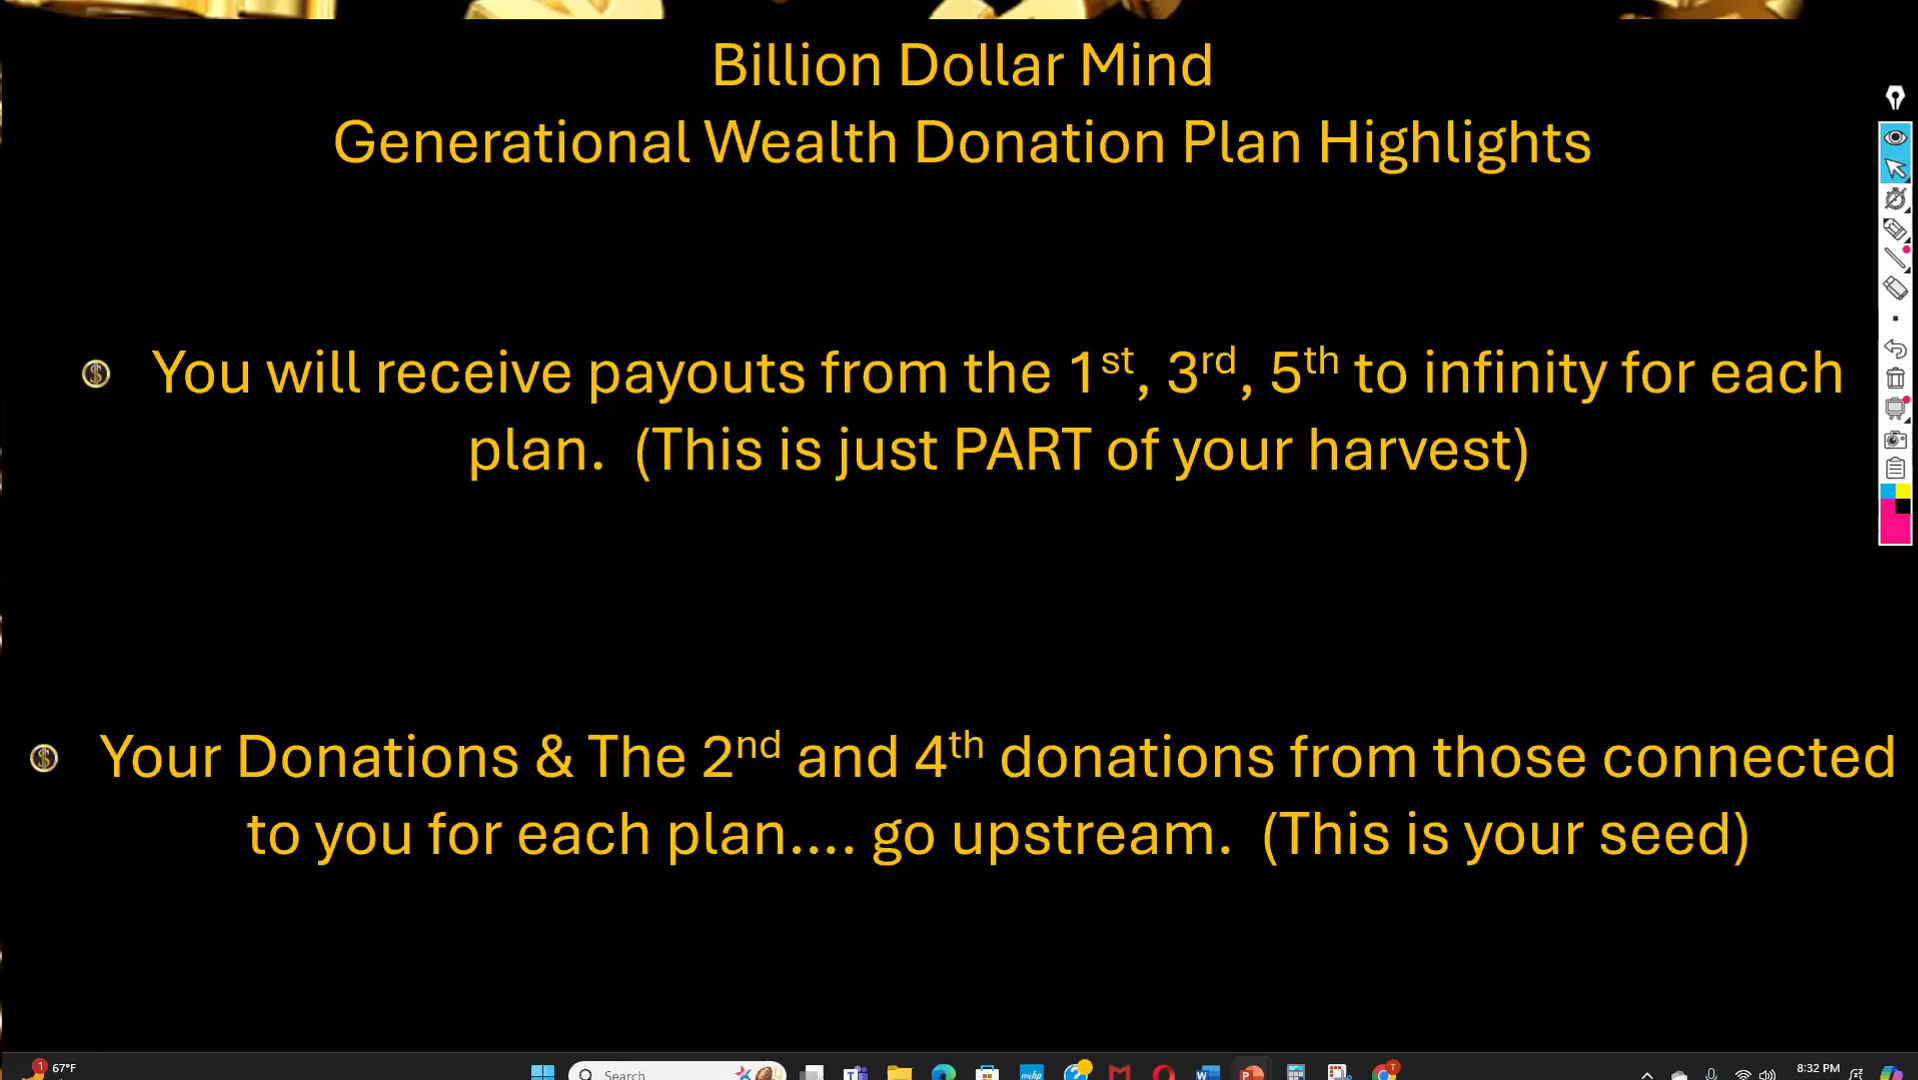 Billion Dollar Mind
Generational Wealth Donation Plan Highlights
You will receive payouts from the 1st, 3rd, 5th to infinity for each
plan. (This is just PART of your harvest)
Your Donations & The 2nd and 4th donations from those connected
to you for each plan.... go upstream. (This is your seed)
1
67°F
Search
myhp
T
8:32 PM